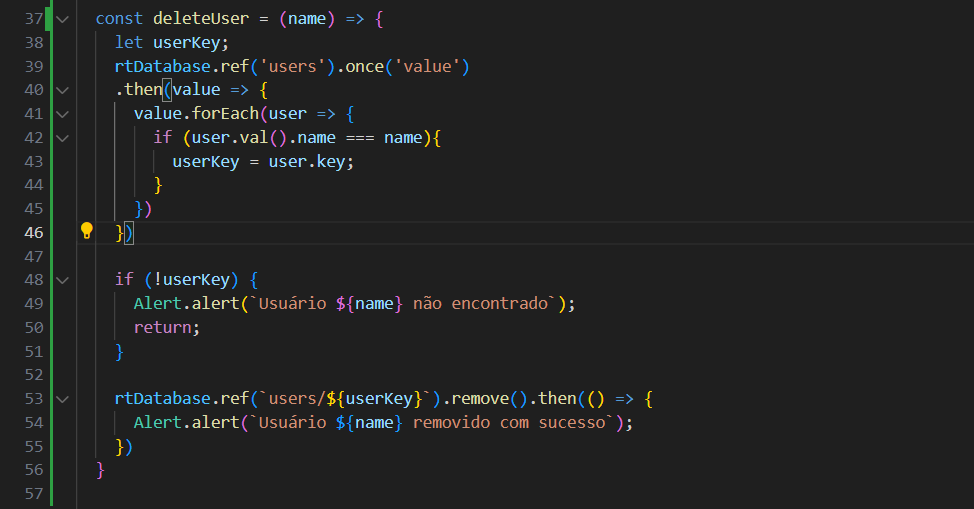 37 const deleteUser = (name) => {
38 let userKey;
39 rtDatabase.ref('users').once('value')
40 .then(value => {
41 value.forEach(user => {
42 if (user.val().name === name){
43 userKey = user.key;
44 }
45 })
46 })
47
48 if (!userKey) {
49 Alert.alert(`Usuário ${name} não encontrado`);
50 return;
51 }
52
53 rtDatabase.ref(`users/${userKey}`).remove().then(() => {
54 Alert.alert(`Usuário ${name} removido com sucesso`);
55 })
56 }
57